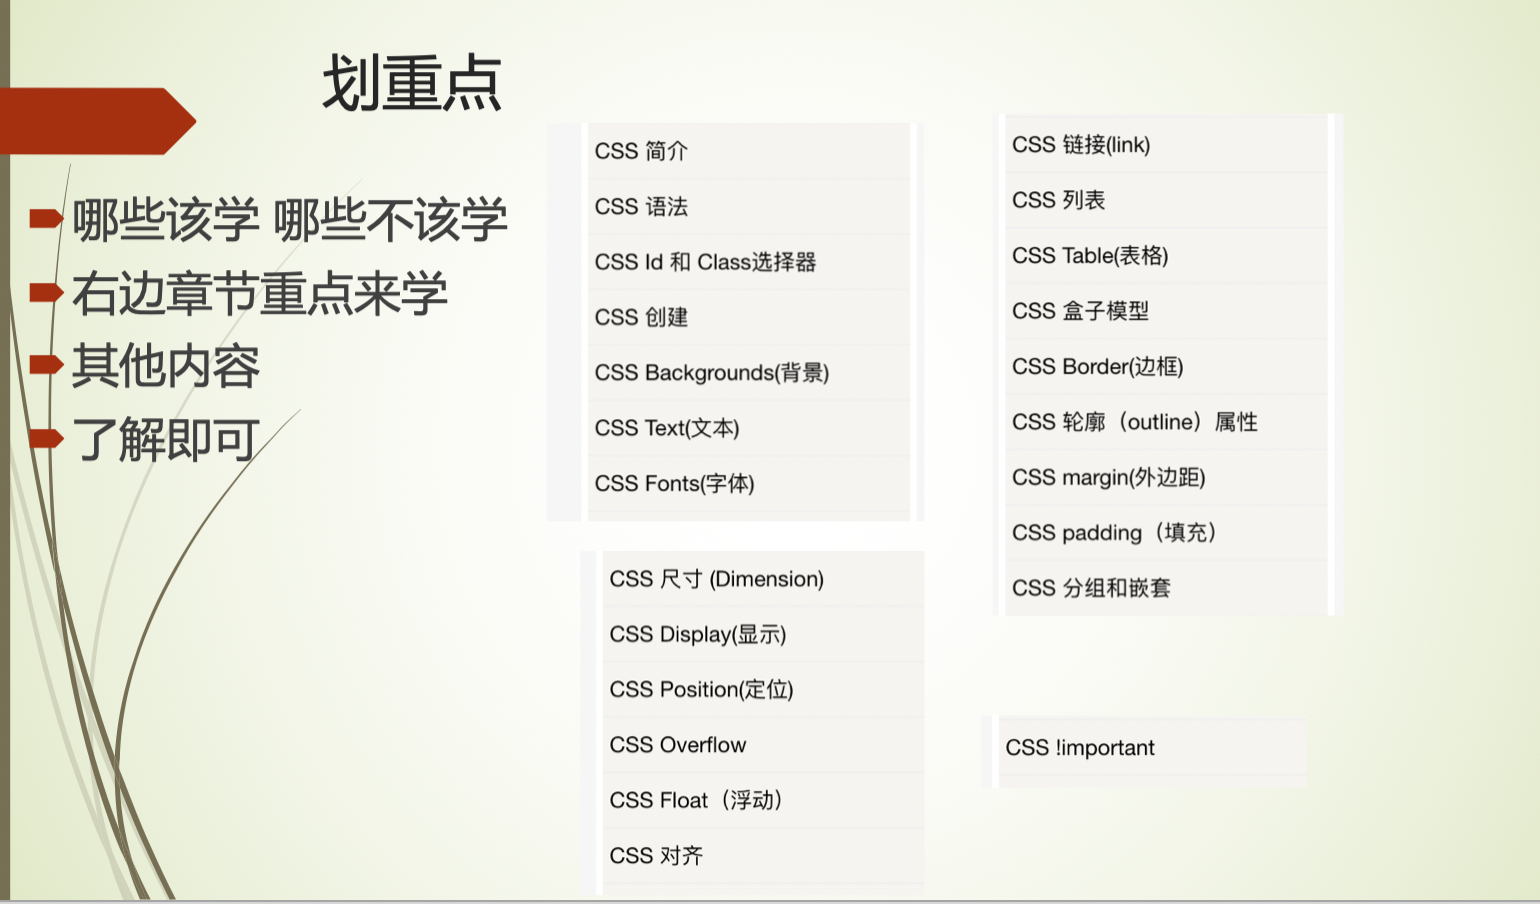 划重点
哪些该学 哪些不该学
右边章节重点来学
其他内容
了解即可
CSS 简介
CSS 语法
CSS Id 和 Class选择器
CSS 创建
CSS Backgrounds(背景)
CSS Text(文本)
CSS Fonts(字体)
CSS 链接(link)
CSS 列表
CSS Table(表格)
CSS 盒子模型
CSS Border(边框)
CSS 轮廓（outline）属性
CSS margin(外边距)
CSS padding（填充）
CSS 分组和嵌套
CSS 尺寸 (Dimension)
CSS Display(显示)
CSS Position(定位)
CSS Overflow
CSS Float（浮动）
CSS 对齐
CSS !important